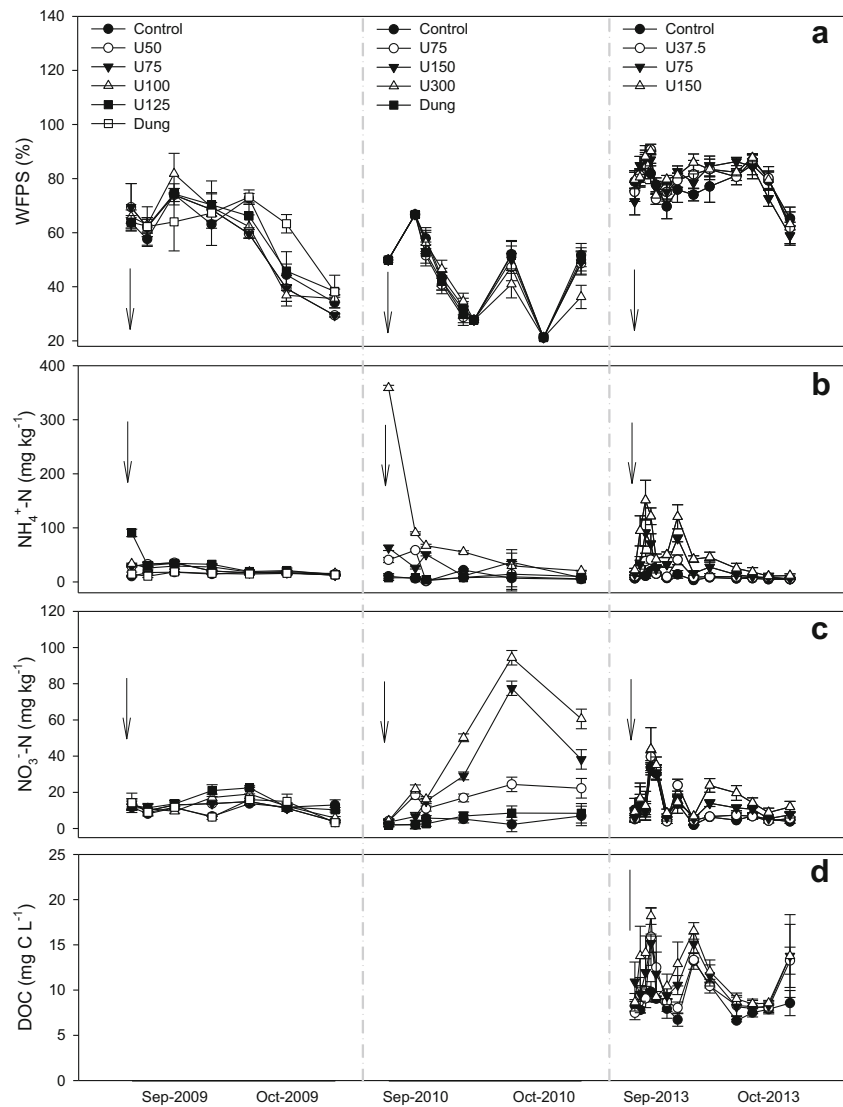 a
Control
U50
U75
U100
U125
Dung
Control
U75
U150
U300
Dung
Control
U37.5
U75
U150
WFPS (%)
140
120
100
80
60
40
20
b
NH₄⁺-N (mg kg⁻¹)
400
300
200
100
0
c
NO₃⁻-N (mg kg⁻¹)
120
100
80
60
40
20
0
d
DOC (mg C L⁻¹)
25
20
15
10
5
0
Sep-2009 Oct-2009 Sep-2010 Oct-2010 Sep-2013 Oct-2013